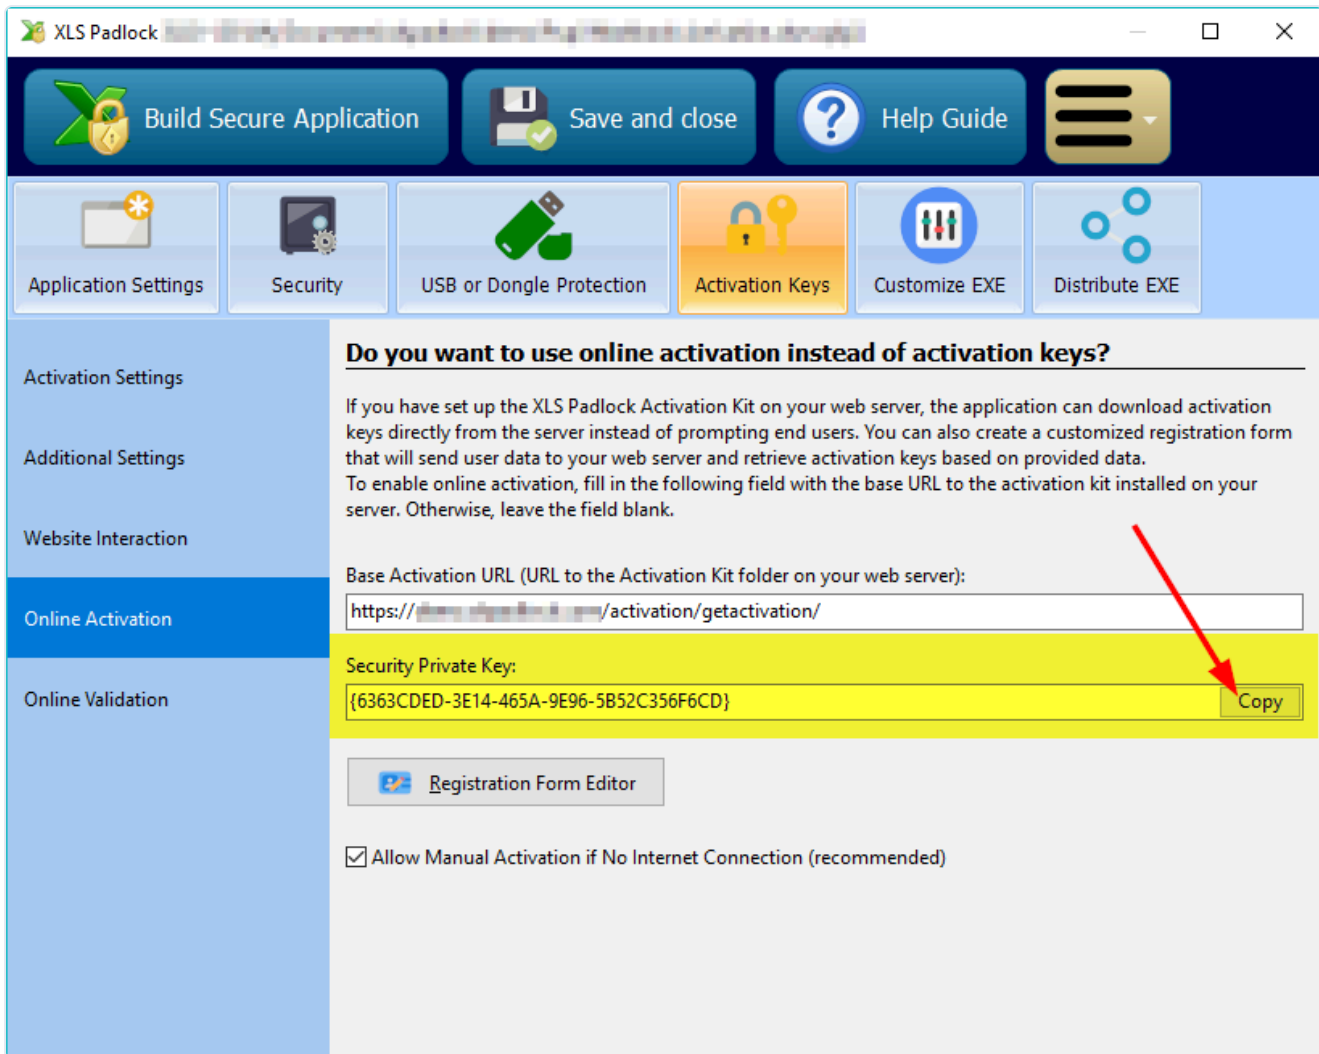 XLS Padlock
Build Secure Application
Save and close
Help Guide
Application Settings
Security
USB or Dongle Protection
Activation Keys
Customize EXE
Distribute EXE
Activation Settings
Additional Settings
Website Interaction
Online Activation
Online Validation
Do you want to use online activation instead of activation keys?
If you have set up the XLS Padlock Activation Kit on your web server, the application can download activation
keys directly from the server instead of prompting end users. You can also create a customized registration form
that will send user data to your web server and retrieve activation keys based on provided data.
To enable online activation, fill in the following field with the base URL to the activation kit installed on your
server. Otherwise, leave the field blank.
Base Activation URL (URL to the Activation Kit folder on your web server):
https:// /activation/getactivation/
Security Private Key:
{6363CDED-3E14-465A-9E96-5B52C356F6CD}
Copy
Registration Form Editor
Allow Manual Activation if No Internet Connection (recommended)